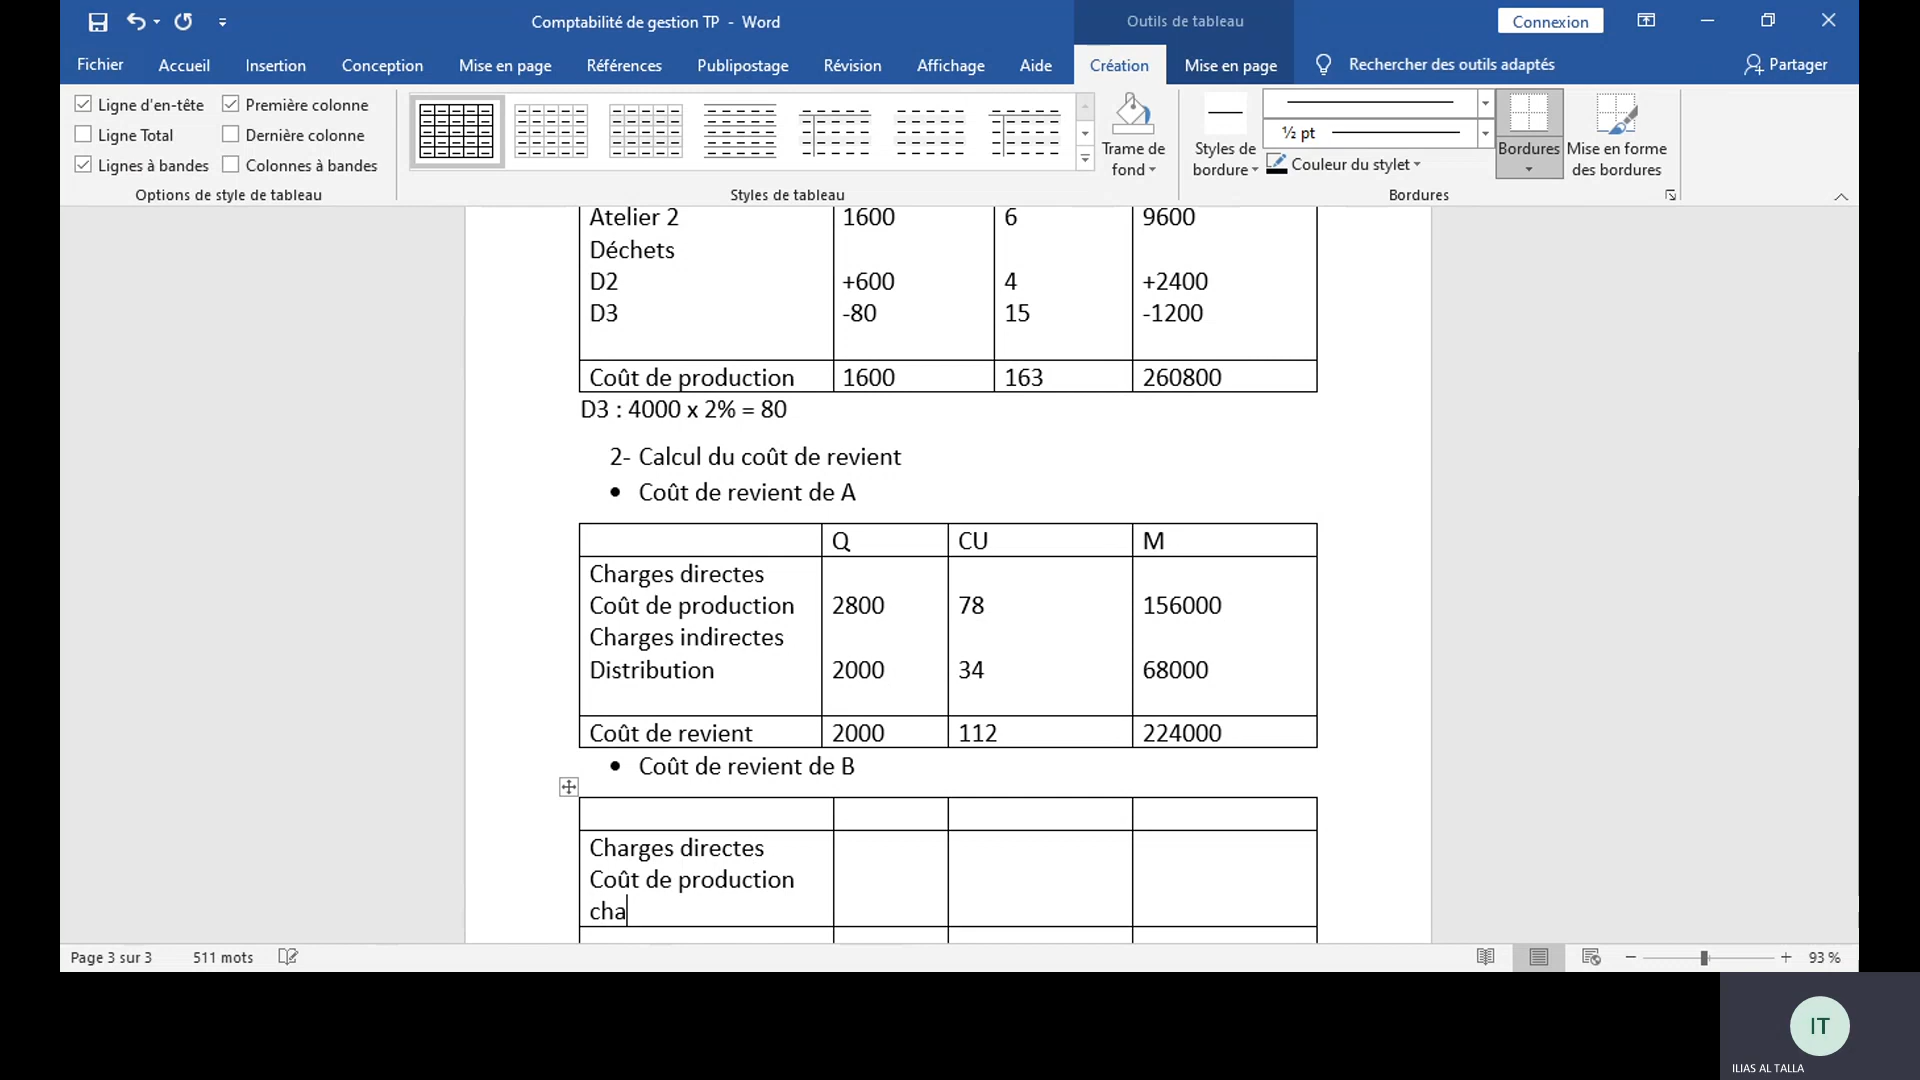 Comptabilité de gestion TP - Word
Outils de tableau
Connexion
Fichier Accueil Insertion Conception Mise en page Références Publipostage Révision Affichage Aide Création Mise en page Rechercher des outils adaptés Partager
Ligne d'en-tête Première colonne
Ligne Total Dernière colonne
Lignes à bandes Colonnes à bandes
Options de style de tableau
Styles de tableau
Trame de
fond
Styles de
bordure
½ pt
Couleur du stylet
Bordures
Mise en forme
des bordures
Bordures
Atelier 2 1600 6 9600
Déchets
D2 +600 4 +2400
D3 -80 15 -1200
Coût de production 1600 163 260800
D3 : 4000 x 2% = 80
2- Calcul du coût de revient
• Coût de revient de A
Q CU M
Charges directes
Coût de production 2800 78 156000
Charges indirectes
Distribution 2000 34 68000
Coût de revient 2000 112 224000
• Coût de revient de B
Charges directes
Coût de production
cha
Page 3 sur 3 511 mots 93 %
IT
ILIAS AL TALLA